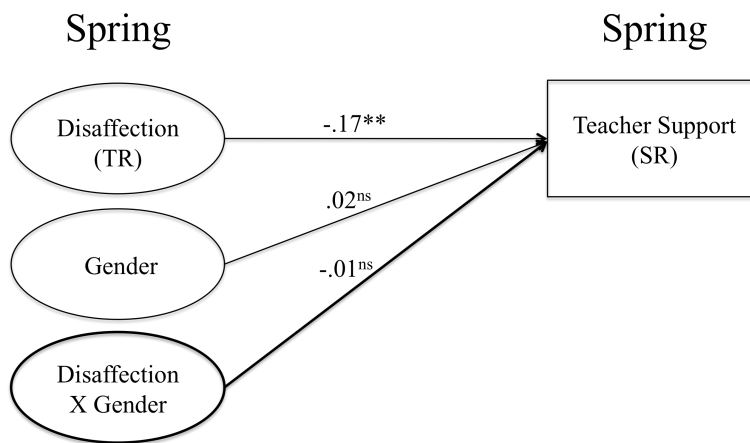 Spring
Spring
Disaffection
(TR)
-.17**
Teacher Support
(SR)
.02ns
Gender
-.01ns
Disaffection
X Gender